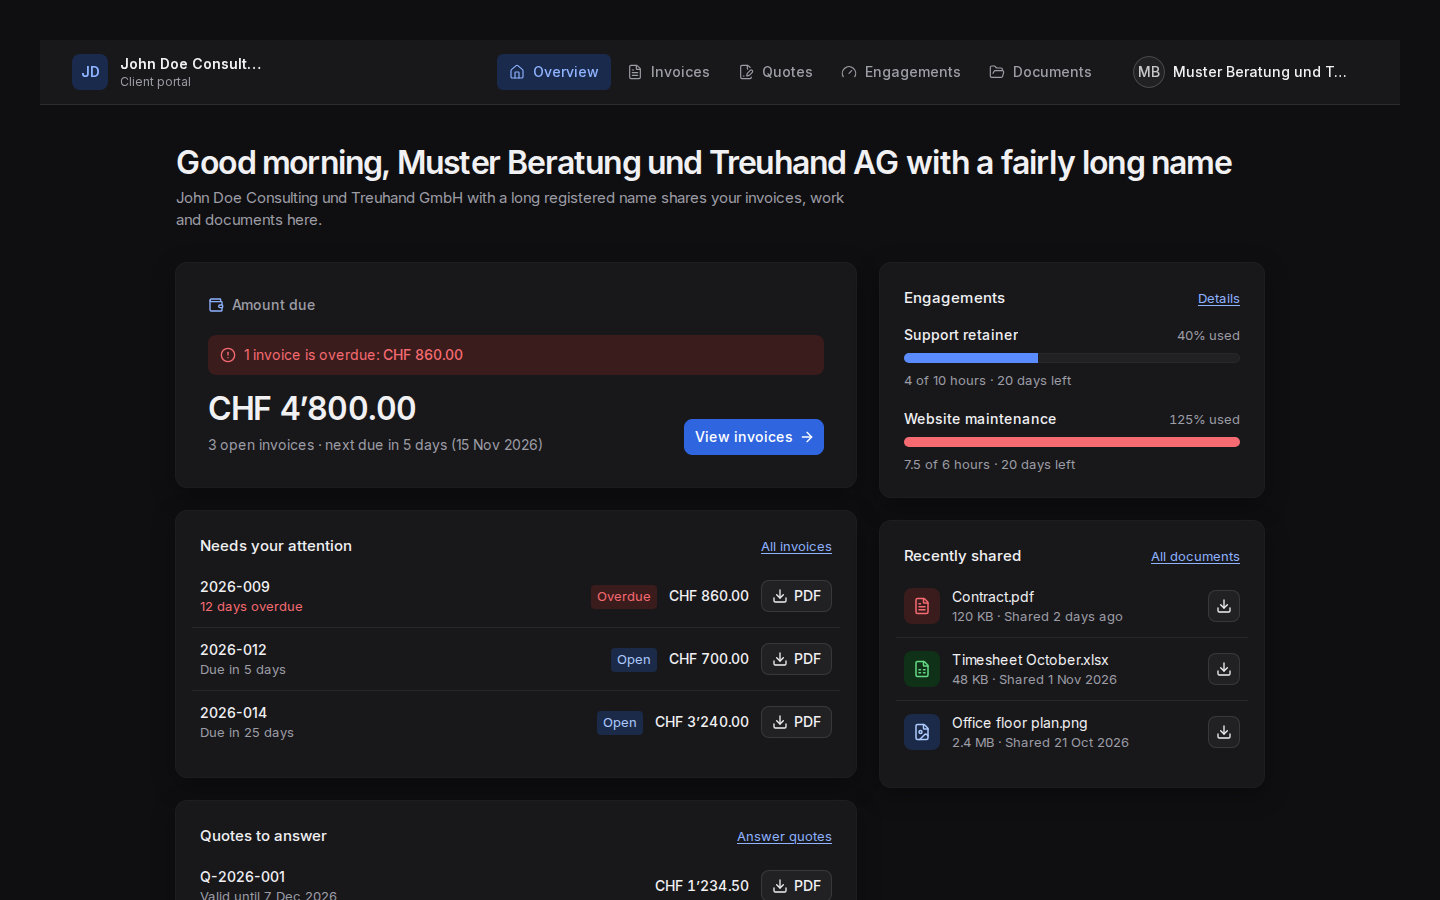 JD
John Doe Consult…
Client portal
Overview
Invoices
Quotes
Engagements
Documents
MB
Muster Beratung und T…
Good morning, Muster Beratung und Treuhand AG with a fairly long name
John Doe Consulting und Treuhand GmbH with a long registered name shares your invoices, work
and documents here.
Amount due
1 invoice is overdue: CHF 860.00
CHF 4’800.00
3 open invoices · next due in 5 days (15 Nov 2026)
View invoices
Needs your attention
All invoices
2026-009
12 days overdue
Overdue
CHF 860.00
PDF
2026-012
Due in 5 days
Open
CHF 700.00
PDF
2026-014
Due in 25 days
Open
CHF 3’240.00
PDF
Quotes to answer
Answer quotes
Q-2026-001
Valid until 7 Dec 2026
CHF 1’234.50
PDF
Engagements
Details
Support retainer
40% used
4 of 10 hours · 20 days left
Website maintenance
125% used
7.5 of 6 hours · 20 days left
Recently shared
All documents
Contract.pdf
120 KB · Shared 2 days ago
Timesheet October.xlsx
48 KB · Shared 1 Nov 2026
Office floor plan.png
2.4 MB · Shared 21 Oct 2026